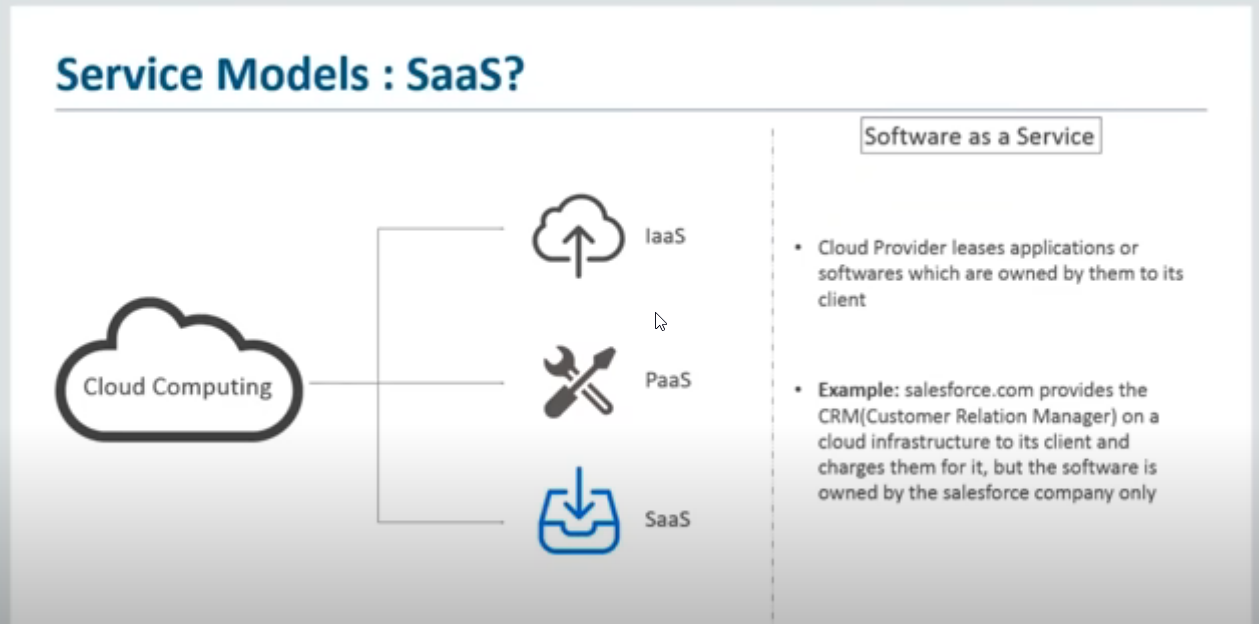 Service Models : SaaS?
Software as a Service
IaaS
• Cloud Provider leases applications or
softwares which are owned by them to its
client
Cloud Computing
PaaS
• Example: salesforce.com provides the
CRM(Customer Relation Manager) on a
cloud infrastructure to its client and
charges them for it, but the software is
owned by the salesforce company only
SaaS